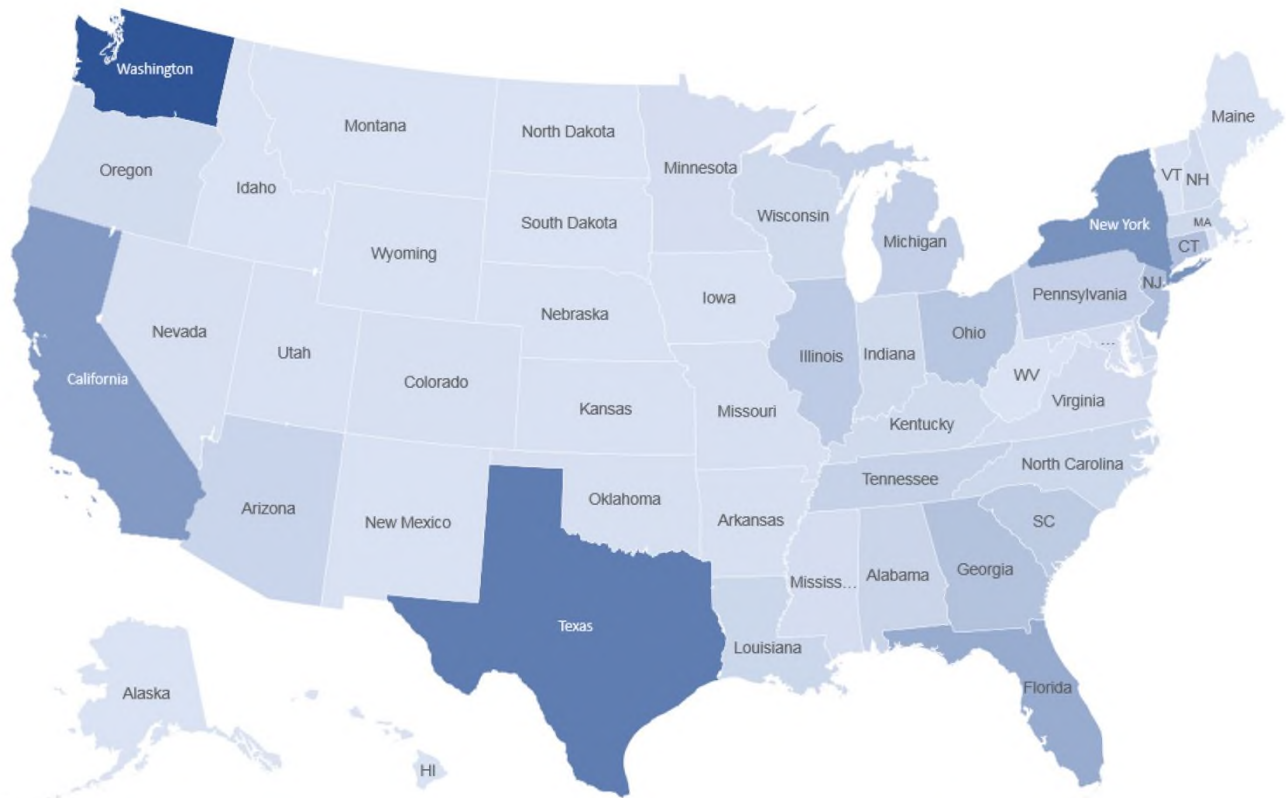 Washington
Montana
North Dakota
Minnesota
Maine
Oregon
Idaho
VT
NH
Wisconsin
South Dakota
New York
MA
Michigan
CT
Wyoming
NJ
Pennsylvania
Iowa
Nebraska
Nevada
Ohio
...
Utah
Illinois
Indiana
WV
California
Colorado
Virginia
Kansas
Missouri
Kentucky
North Carolina
Tennessee
Oklahoma
Arizona
New Mexico
Arkansas
SC
Georgia
Mississ...
Alabama
Texas
Louisiana
Florida
Alaska
HI